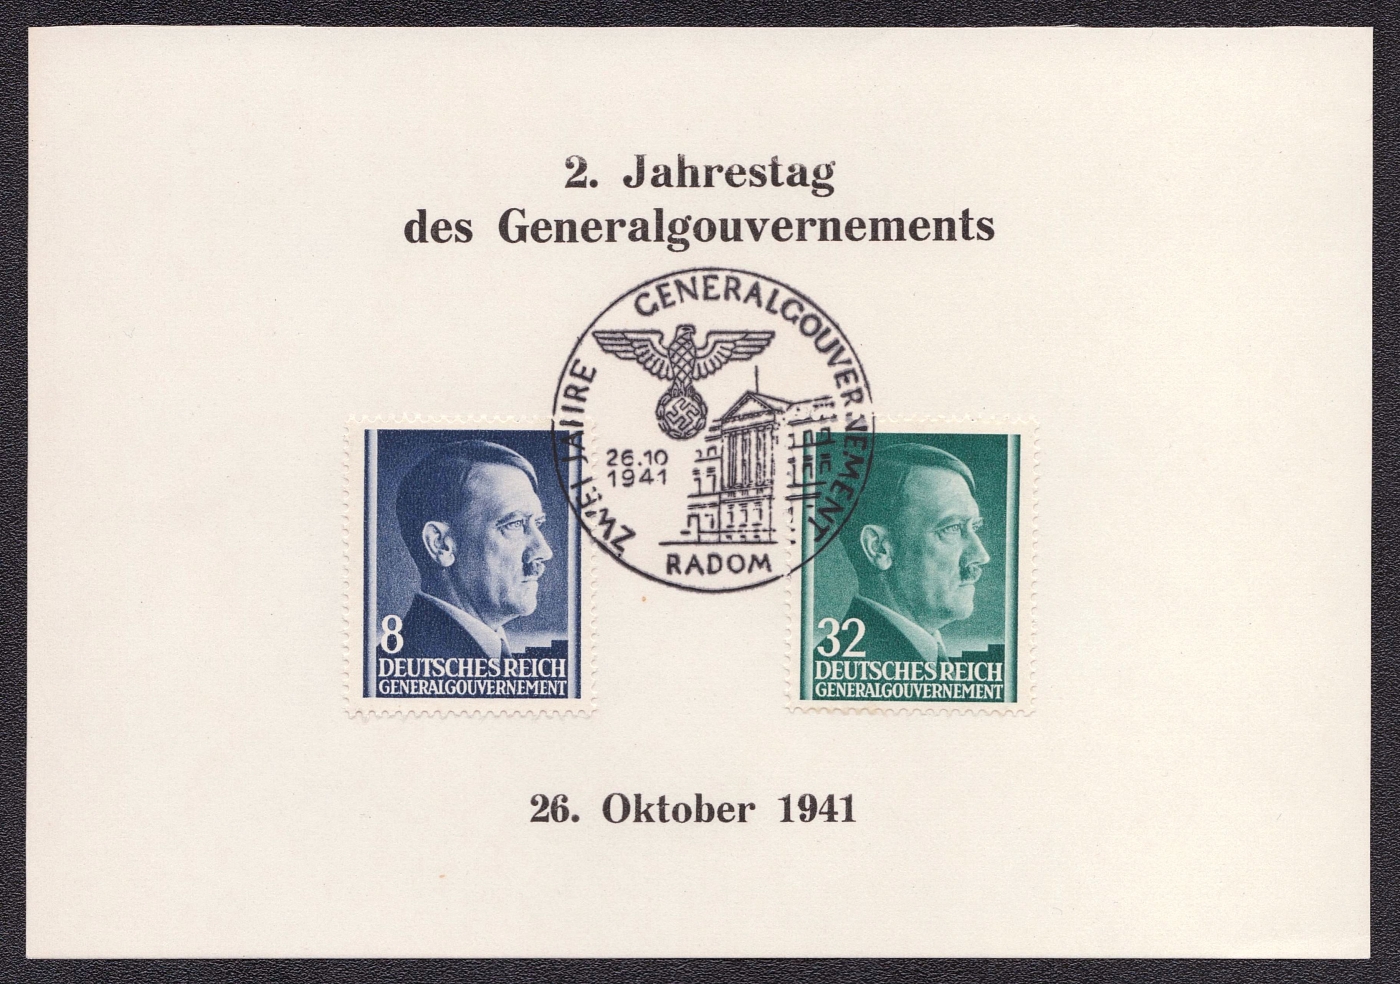 2. Jahrestag
des Generalgouvernements
ZWEI JAHRE GENERALGOUVERNEMENT
26.10
1941
RADOM
8
DEUTSCHES REICH
GENERALGOUVERNEMENT
32
DEUTSCHES REICH
GENERALGOUVERNEMENT
26. Oktober 1941